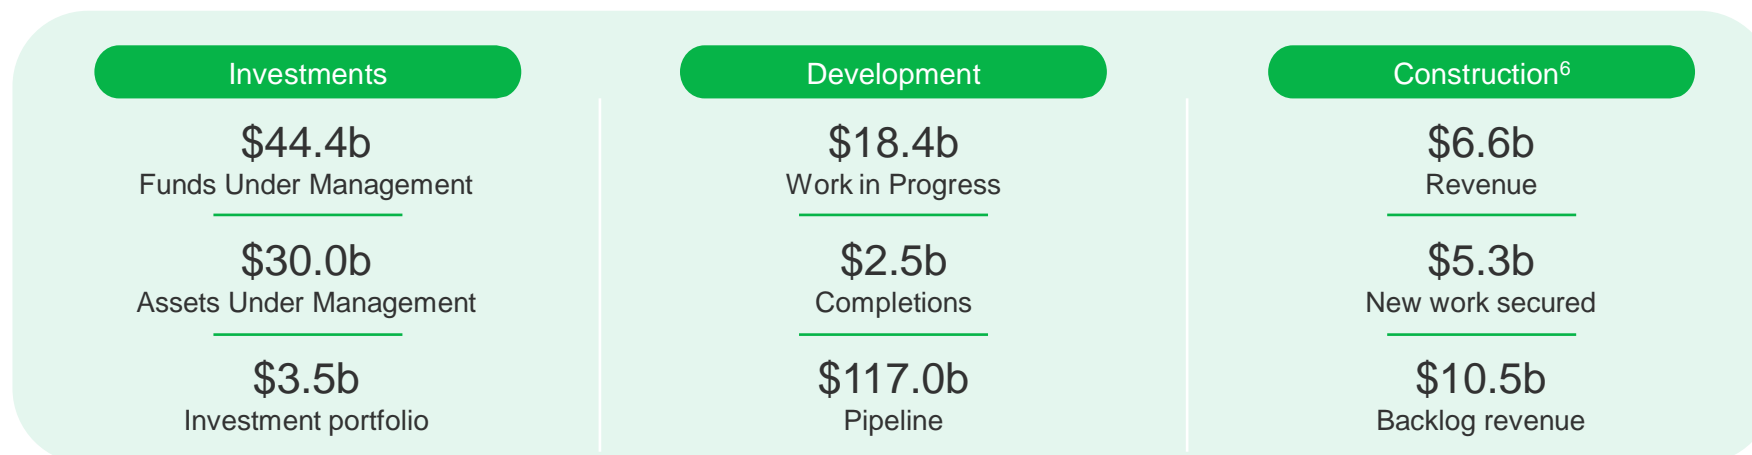 Investments
$44.4b
Funds Under Management
$30.0b
Assets Under Management
$3.5b
Investment portfolio
Development
$18.4b
Work in Progress
$2.5b
Completions
$117.0b
Pipeline
Construction⁶
$6.6b
Revenue
$5.3b
New work secured
$10.5b
Backlog revenue